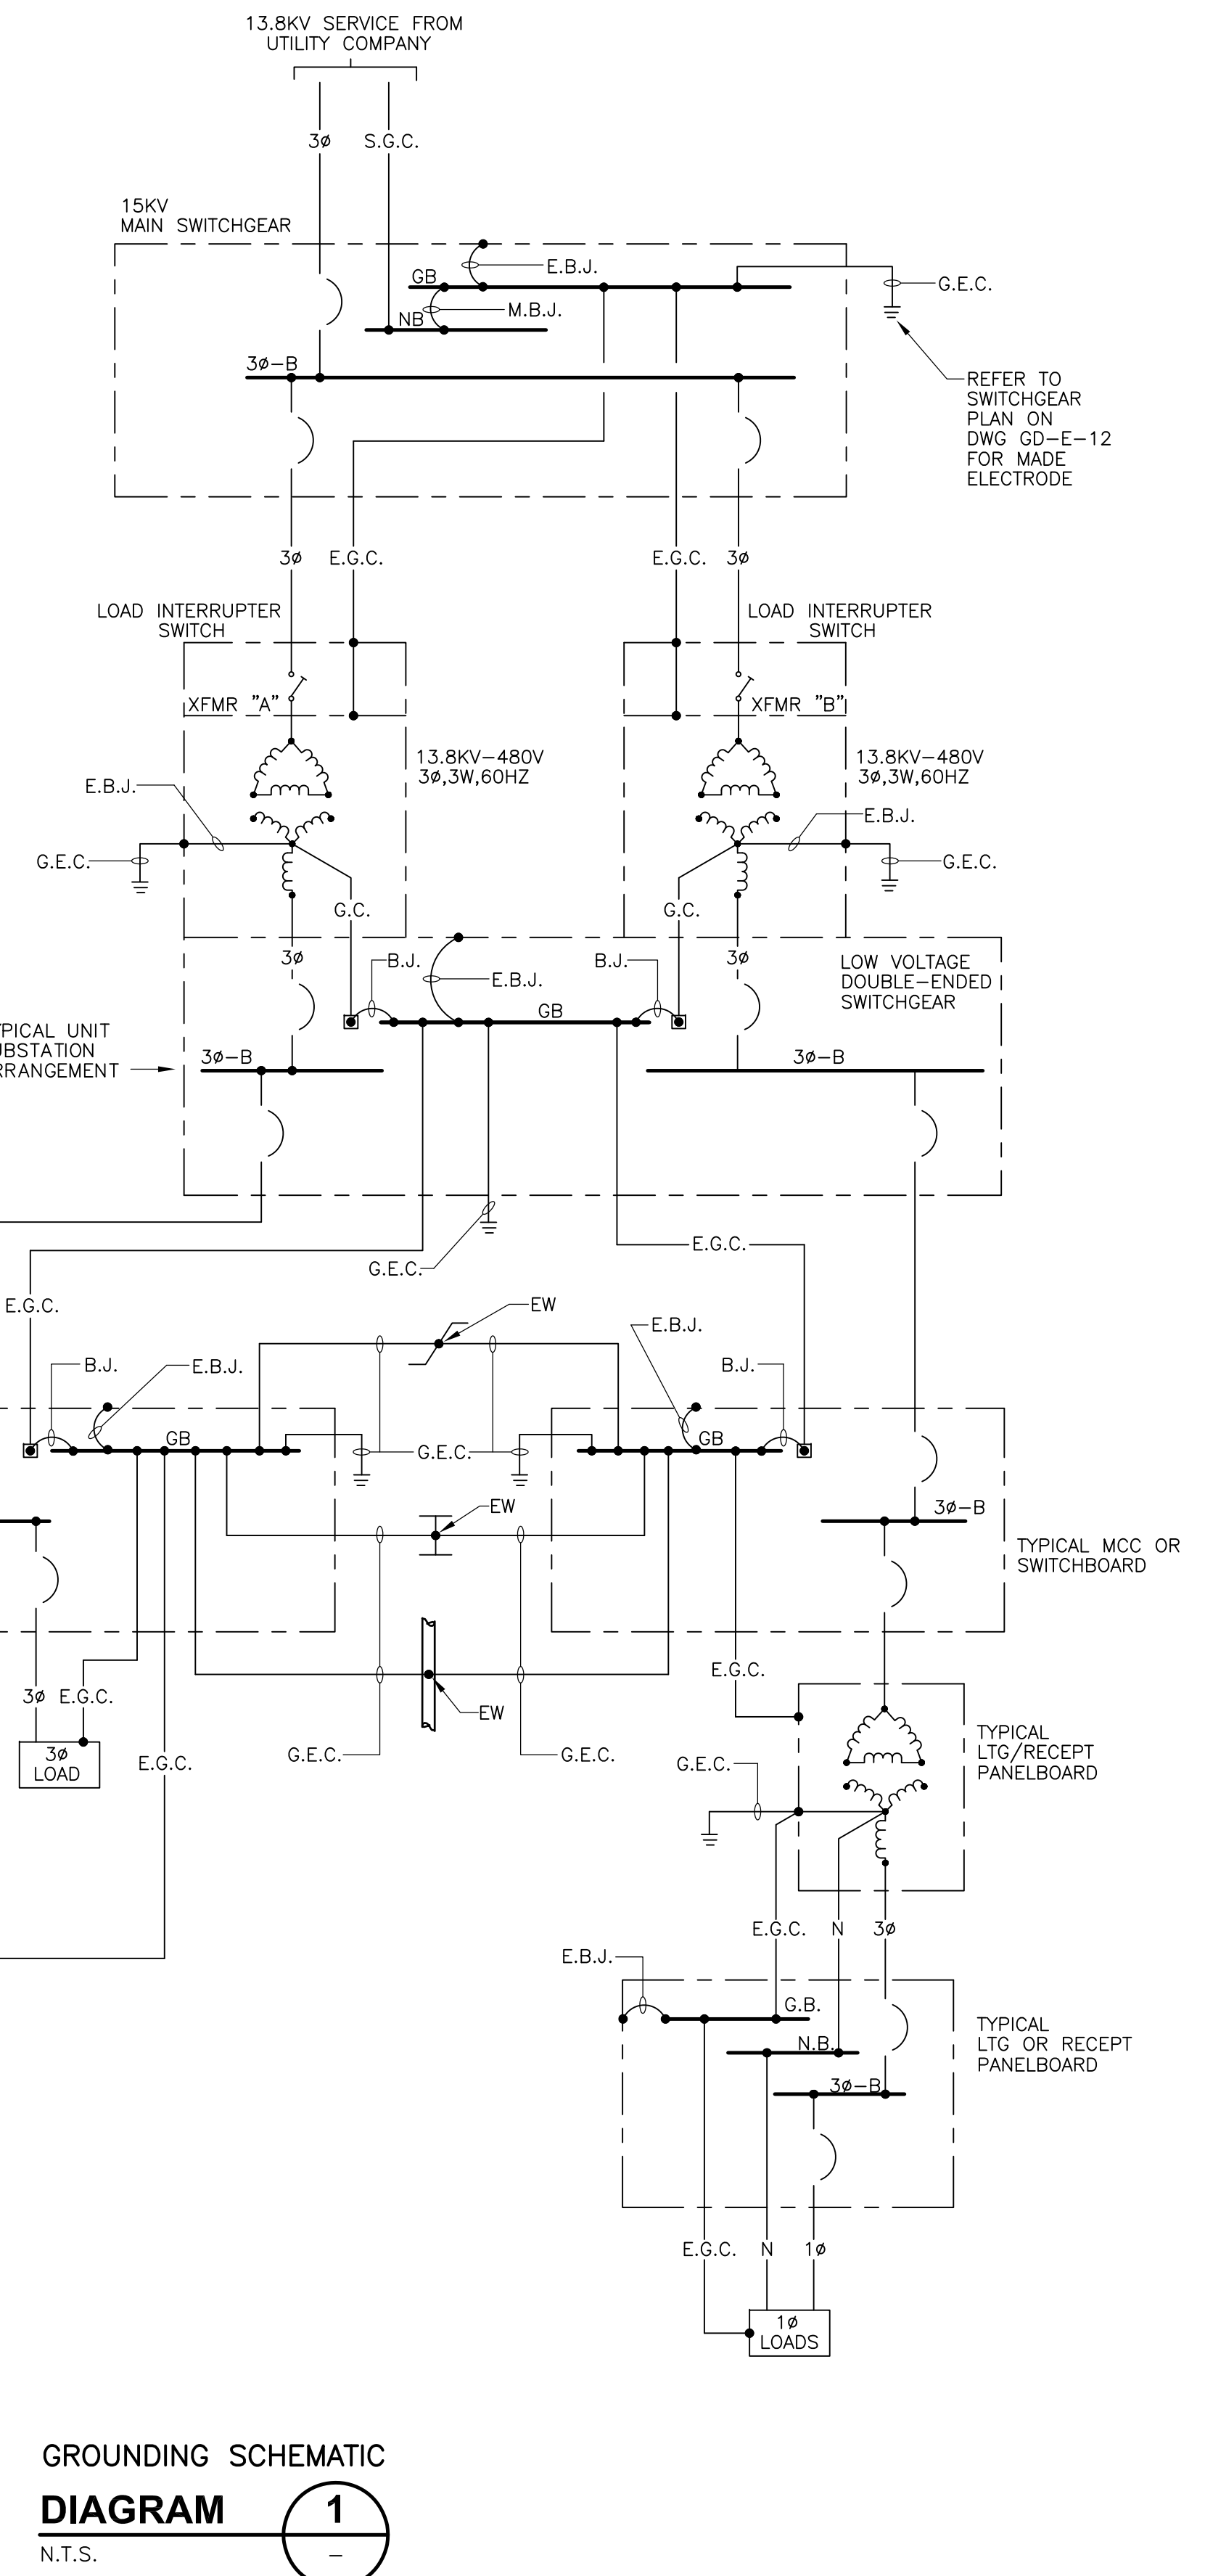 13.8KV SERVICE FROM
UTILITY COMPANY
3Ø
S.G.C.
15KV
MAIN SWITCHGEAR
E.B.J.
GB
G.E.C.
M.B.J.
NB
3Ø-B
REFER TO
SWITCHGEAR
PLAN ON
DWG GD-E-12
FOR MADE
ELECTRODE
3Ø
E.G.C.
E.G.C.
3Ø
LOAD INTERRUPTER
SWITCH
LOAD INTERRUPTER
SWITCH
XFMR "A"
XFMR "B"
13.8KV-480V
3Ø,3W,60HZ
13.8KV-480V
3Ø,3W,60HZ
E.B.J.
E.B.J.
G.E.C.
G.E.C.
G.C.
G.C.
3Ø
B.J.
E.B.J.
B.J.
3Ø
LOW VOLTAGE
DOUBLE-ENDED
SWITCHGEAR
GB
YPICAL UNIT
UBSTATION
RRANGEMENT
3Ø-B
3Ø-B
G.E.C.
E.G.C.
E.G.C.
EW
E.B.J.
B.J.
E.B.J.
B.J.
GB
G.E.C.
GB
EW
3Ø-B
TYPICAL MCC OR
SWITCHBOARD
E.G.C.
3Ø
E.G.C.
EW
3Ø
LOAD
E.G.C.
G.E.C.
G.E.C.
G.E.C.
TYPICAL
LTG/RECEPT
PANELBOARD
E.G.C.
N
3Ø
E.B.J.
G.B.
N.B.
3Ø-B
TYPICAL
LTG OR RECEPT
PANELBOARD
E.G.C.
N
1Ø
1Ø
LOADS
GROUNDING SCHEMATIC
DIAGRAM
1
N.T.S.
–